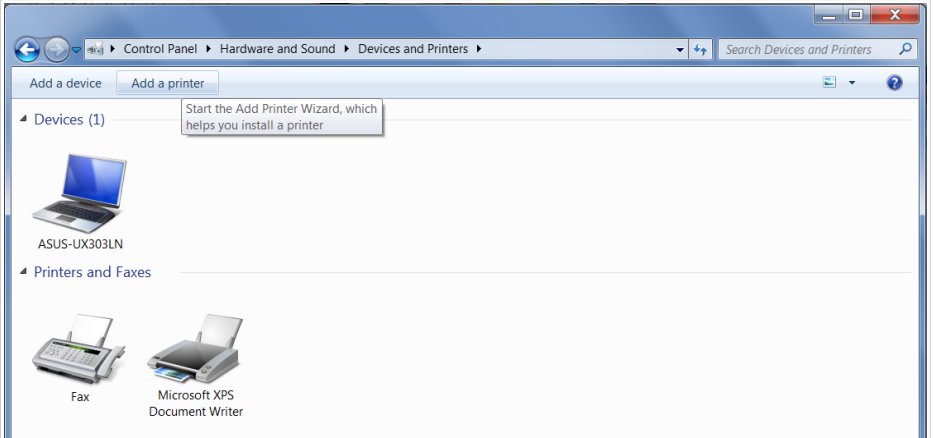 Control Panel Hardware and Sound Devices and Printers
Search Devices and Printers
Add a device Add a printer
Start the Add Printer Wizard, which
helps you install a printer
Devices (1)
ASUS-UX303LN
Printers and Faxes
Fax
Microsoft XPS
Document Writer